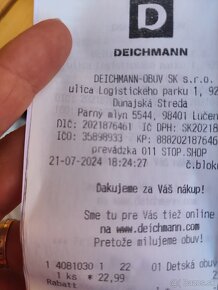 D
DEICHMANN
DEICHMANN-OBUV SK s.r.o.
ulica Logistického parku 1, 92
Dunajská Streda
Parný mlyn 5544, 98401 Lučen
DIČ: 2021876461 IČ DPH: SK20218
IČO: 35898933 KP: 88820218764
prevádzka 011 STOP.SHOP
21-07-2024 18:24:27 č.blok
Ďakujeme za Váš nákup!
Sme tu pre Vás tiež online
na www.deichmann.com
Pretože milujeme obuv!
1 4081030 1 22 01 Detská obuv
1 ks * 22,99
Rabatt